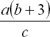 a(b + 3)
c